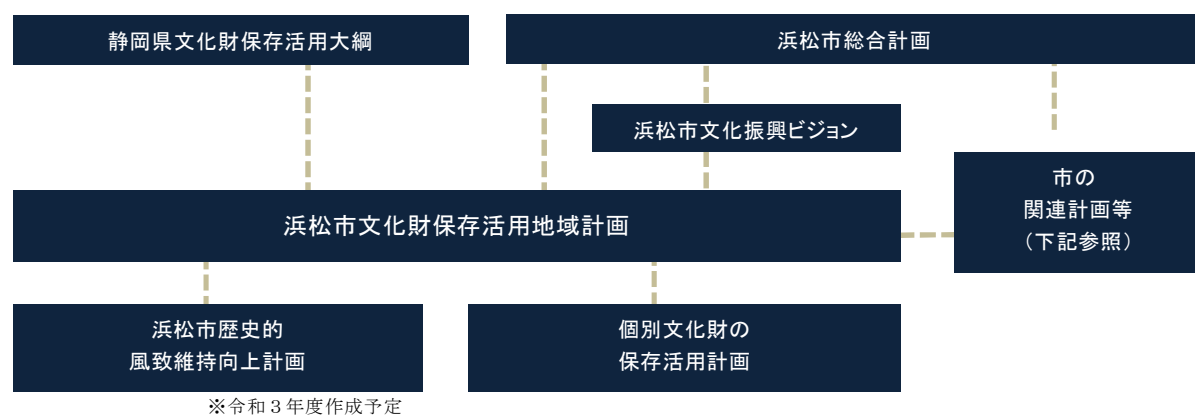 静岡県文化財保存活用大綱
浜松市総合計画
浜松市文化振興ビジョン
市の
関連計画等
（下記参照）
浜松市文化財保存活用地域計画
浜松市歴史的
風致維持向上計画
個別文化財の
保存活用計画
※令和３年度作成予定